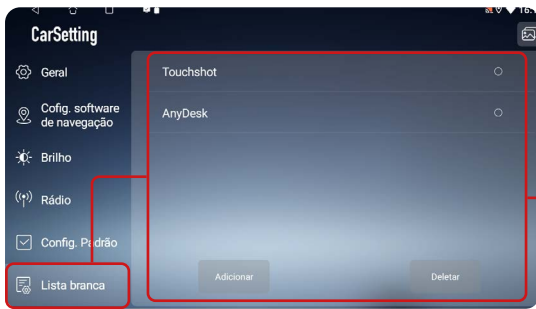 CarSetting
Geral
Cofig. software
de navegação
Brilho
Rádio
Config. Padrão
Lista branca
Touchshot
AnyDesk
Adicionar
Deletar